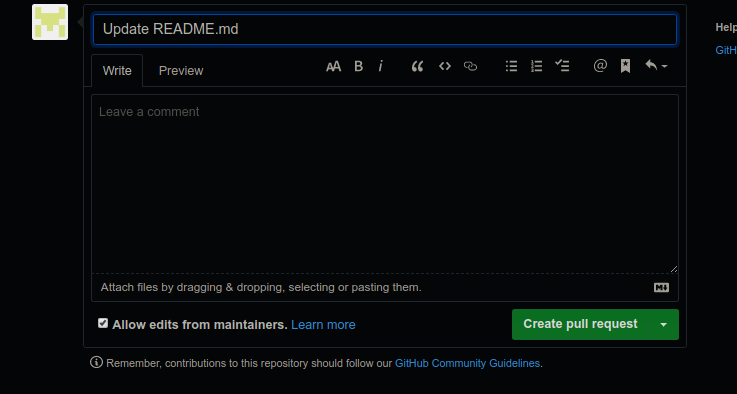 Update README.md
Help
GitH
Write Preview AA B i @
Leave a comment
Attach files by dragging & dropping, selecting or pasting them.
Allow edits from maintainers. Learn more
Create pull request
Remember, contributions to this repository should follow our GitHub Community Guidelines.